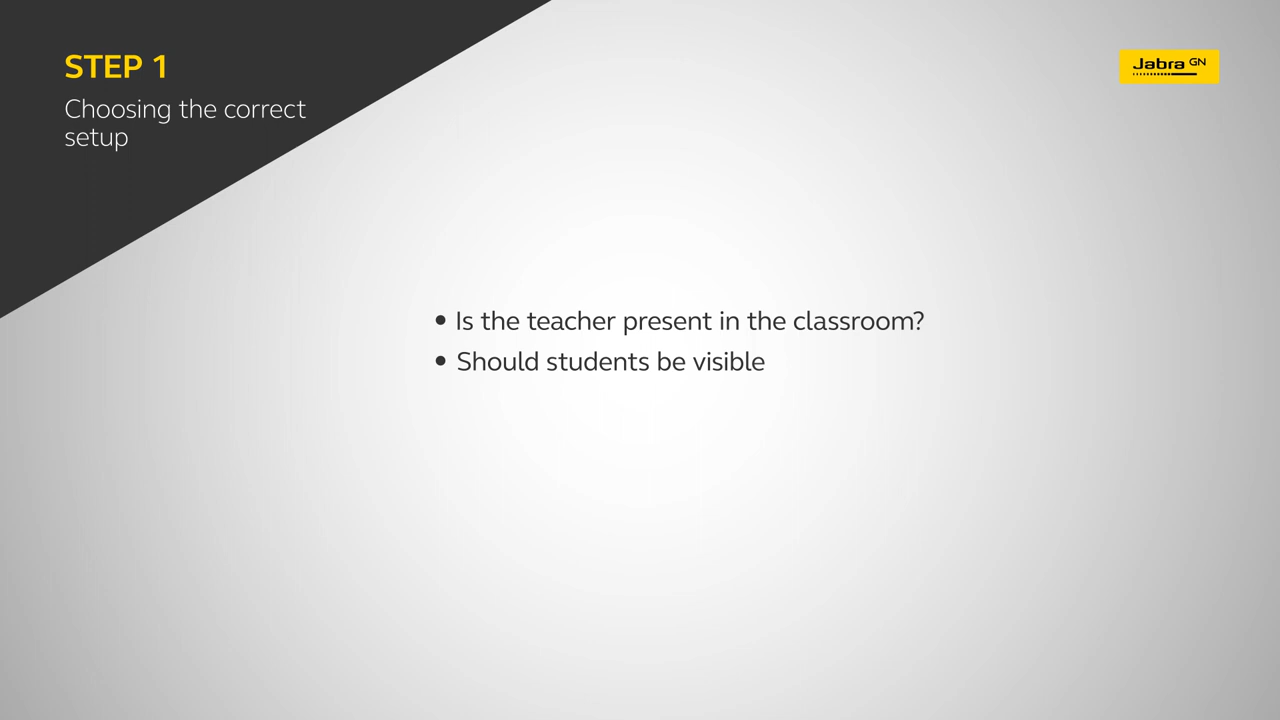 STEP 1
Choosing the correct
setup
Jabra GN
• Is the teacher present in the classroom?
• Should students be visible